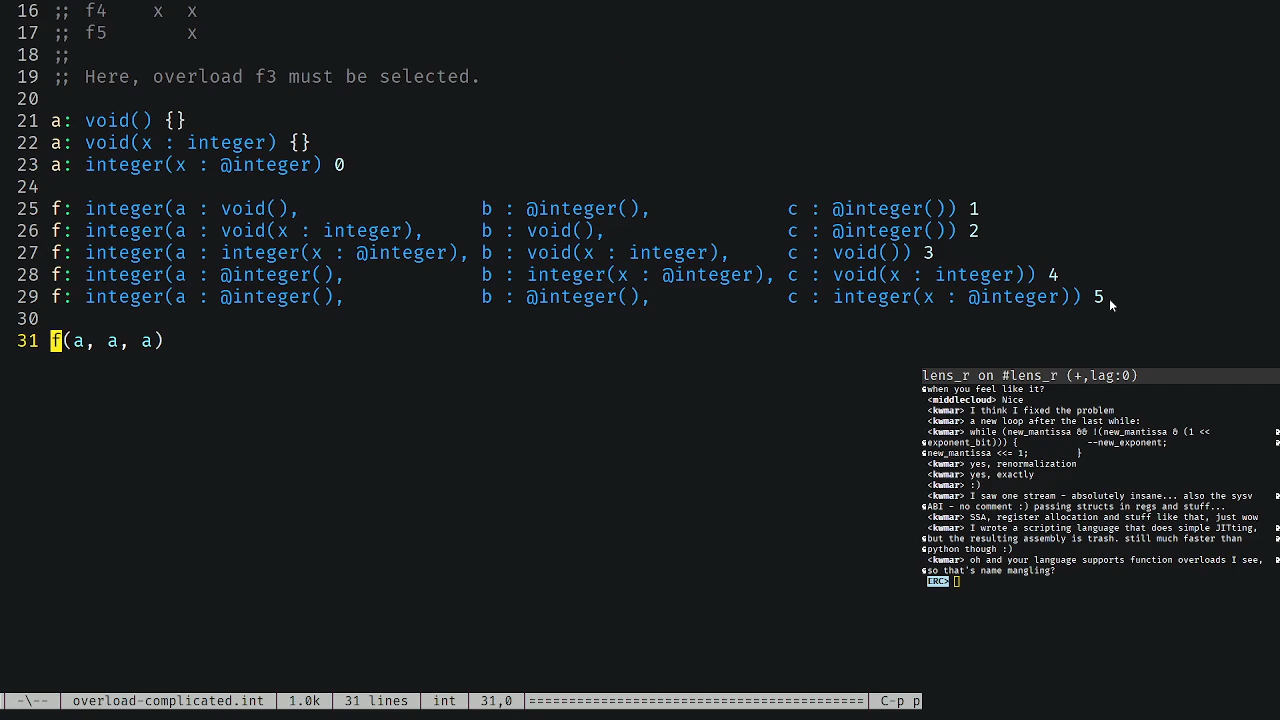 16 ;; f4    x  x
17 ;; f5       x
18 ;;
19 ;; Here, overload f3 must be selected.
20
21 a: void() {}
22 a: void(x : integer) {}
23 a: integer(x : @integer) 0
24
25 f: integer(a : void(),                b : @integer(),             c : @integer()) 1
26 f: integer(a : void(x : integer),     b : void(),                 c : @integer()) 2
27 f: integer(a : integer(x : @integer), b : void(x : integer),      c : void()) 3
28 f: integer(a : @integer(),            b : integer(x : @integer),  c : void(x : integer)) 4
29 f: integer(a : @integer(),            b : @integer(),             c : integer(x : @integer)) 5
30
31 f(a, a, a)
lens_r on #lens_r (+,lag:0)
when you feel like it?
<middlecloud> Nice
<kwmar> I think I fixed the problem
<kwmar> a new loop after the last while:
<kwmar> while (new_mantissa && !(new_mantissa & (1 <<
exponent_bit))) {            --new_exponent;
new_mantissa <<= 1;        }
<kwmar> yes, renormalization
<kwmar> yes, exactly
<kwmar> :)
<kwmar> I saw one stream - absolutely insane... also the sysv
ABI - no comment :) passing structs in regs and stuff...
<kwmar> SSA, register allocation and stuff like that, just wow
<kwmar> I wrote a scripting language that does simple JITting,
but the resulting assembly is trash. still much faster than
python though :)
<kwmar> oh and your language supports function overloads I see,
so that's name mangling?
ERC>
-\-- overload-complicated.int 1.0k 31 lines int 31,0 ======================================= C-p p